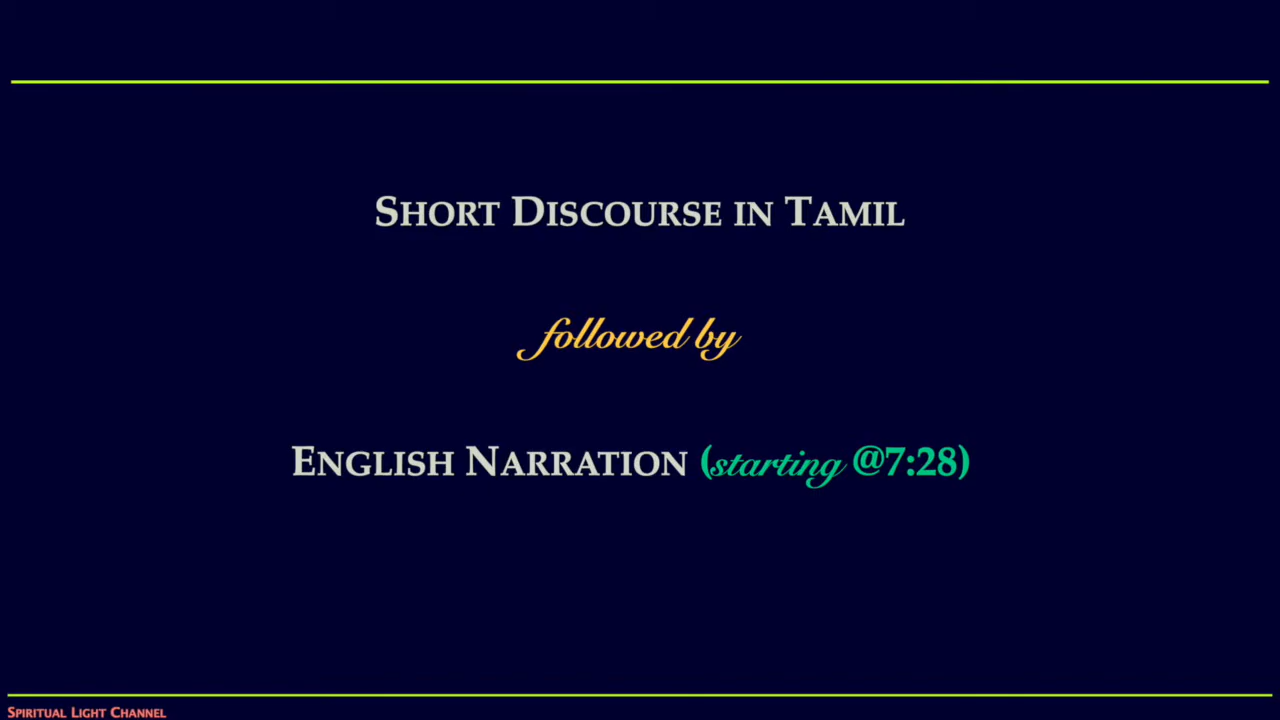 Short Discourse in Tamil
followed by
English Narration (starting @7:28)
Spiritual Light Channel